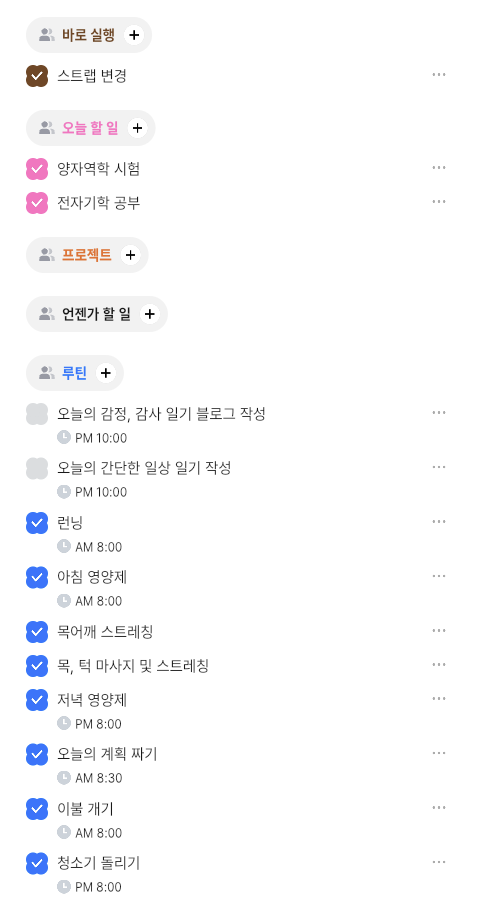 바로 실행 +
스트랩 변경
오늘 할 일 +
양자역학 시험
전자기학 공부
프로젝트 +
언젠가 할 일 +
루틴 +
오늘의 감정, 감사 일기 블로그 작성
PM 10:00
오늘의 간단한 일상 일기 작성
PM 10:00
런닝
AM 8:00
아침 영양제
AM 8:00
목어깨 스트레칭
목, 턱 마사지 및 스트레칭
저녁 영양제
PM 8:00
오늘의 계획 짜기
AM 8:30
이불 개기
AM 8:00
청소기 돌리기
PM 8:00